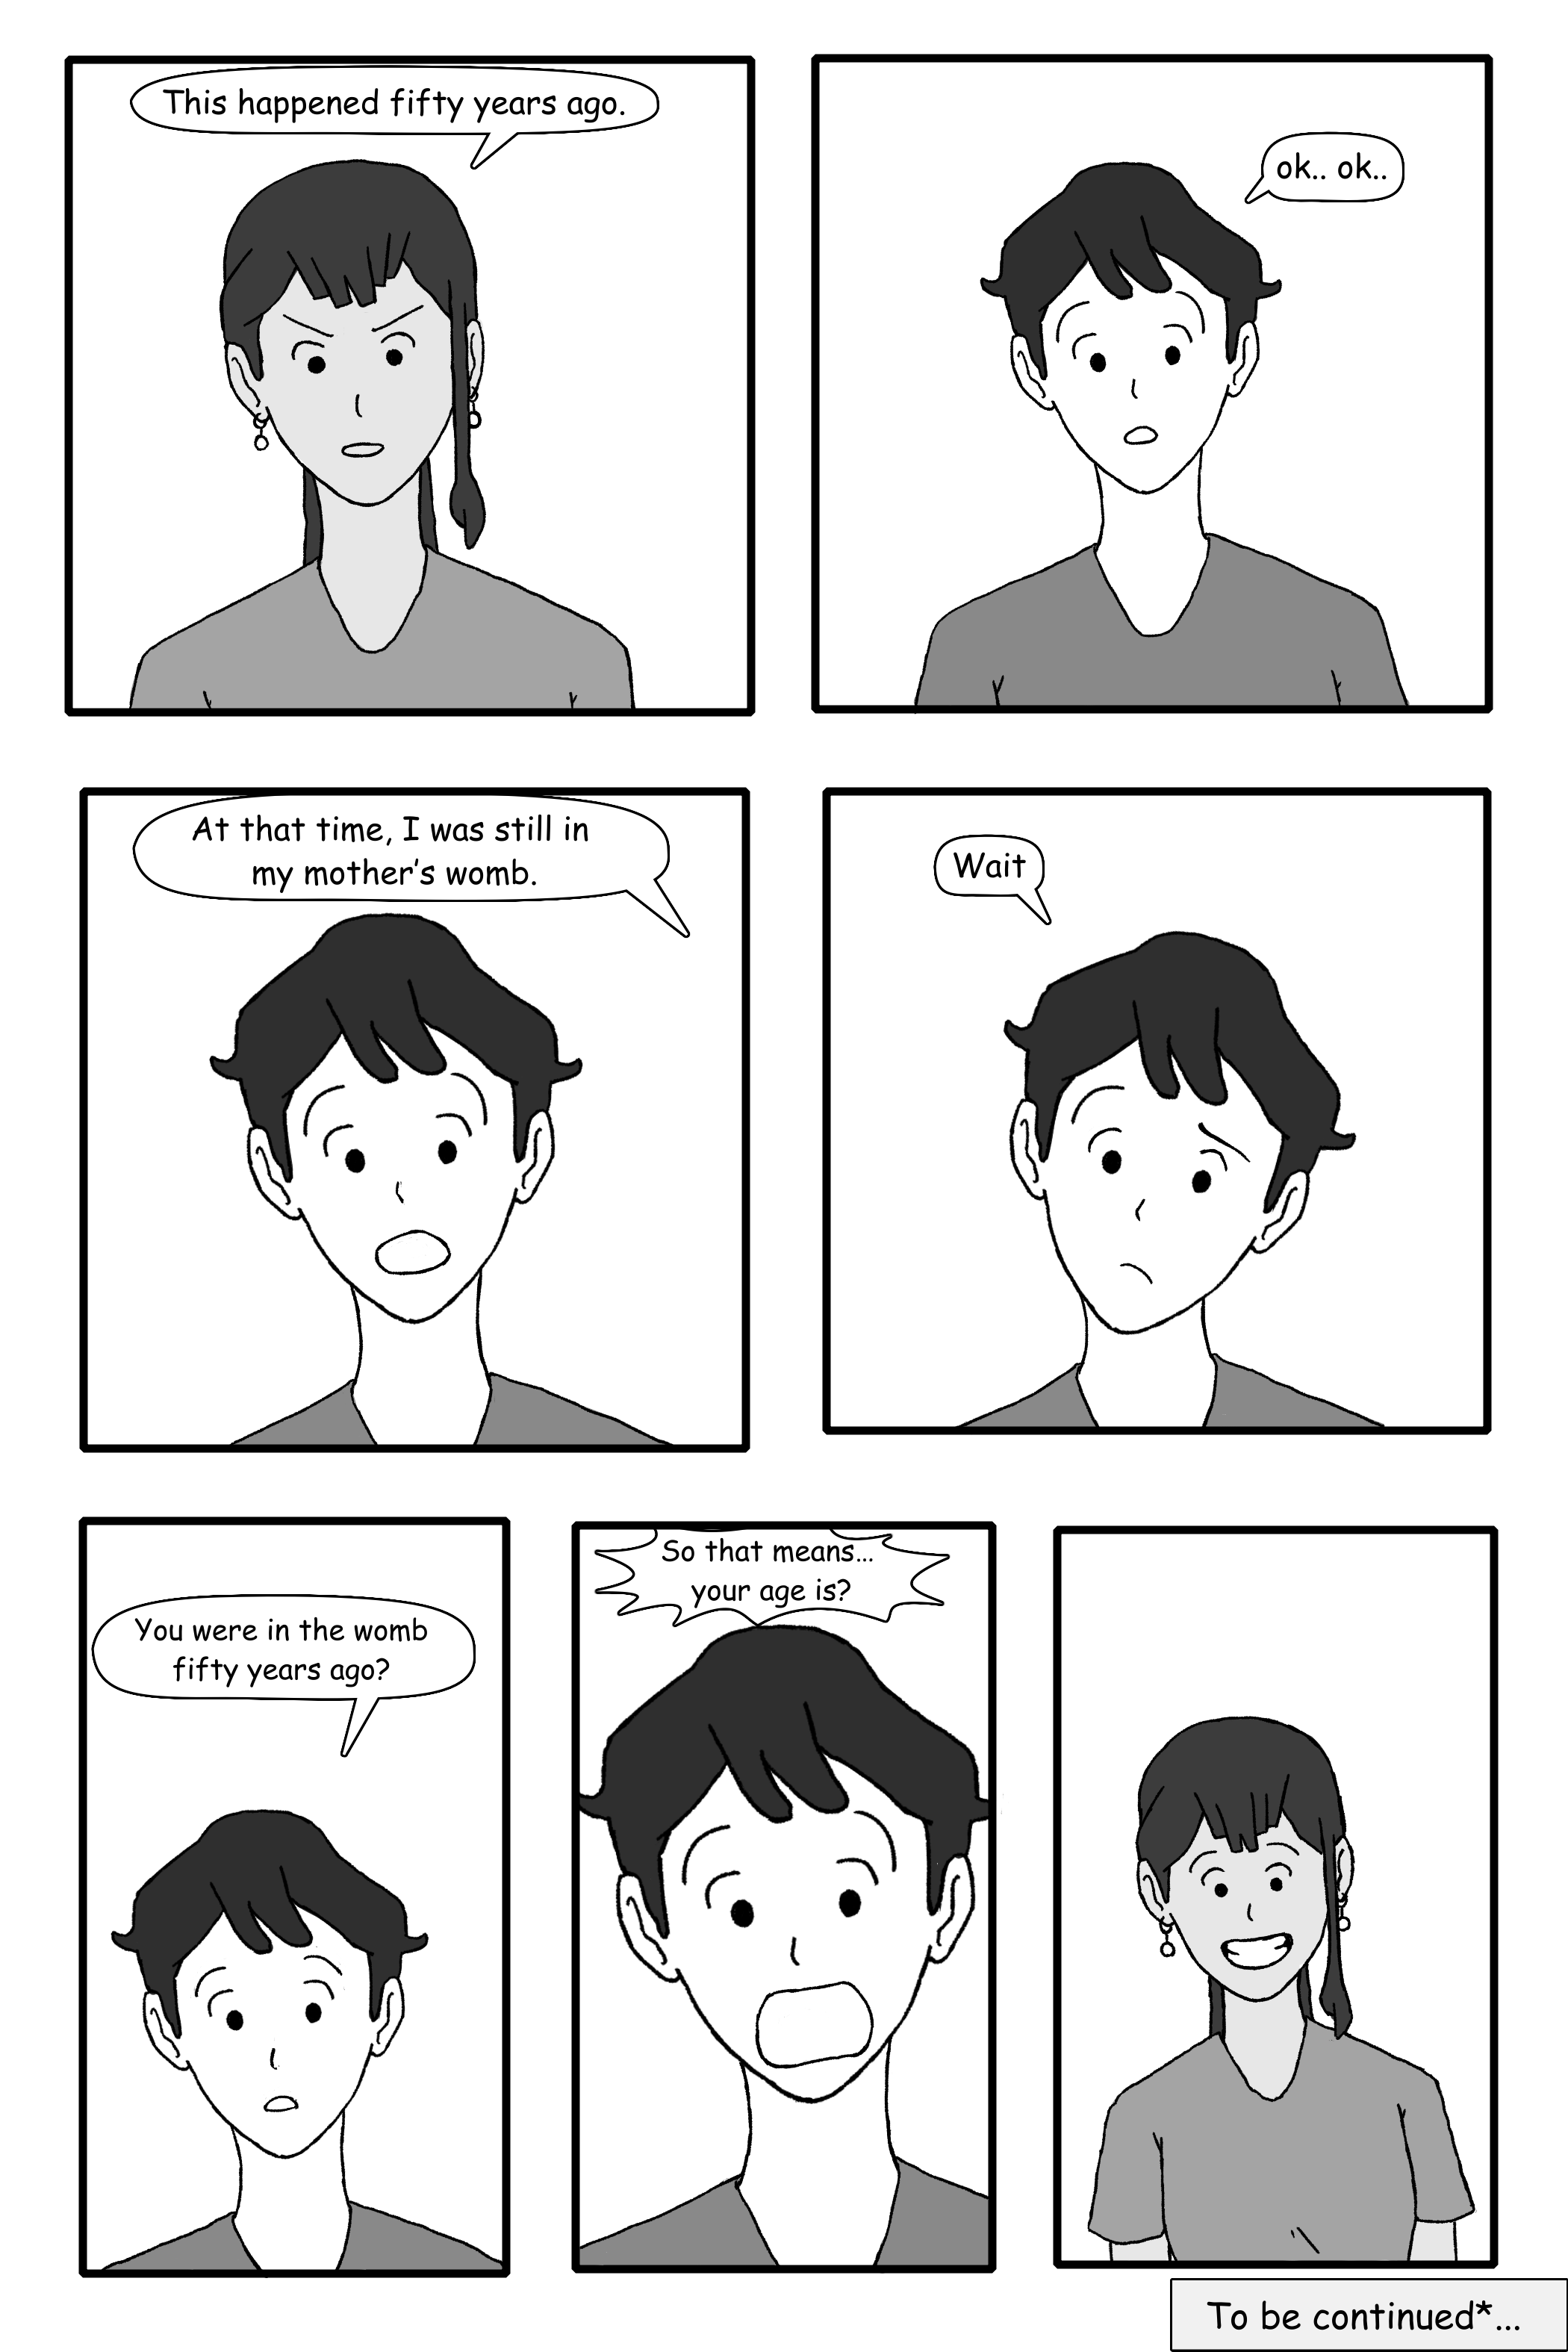 This happened fifty years ago.
ok.. ok..
At that time, I was still in
my mother's womb.
Wait
You were in the womb
fifty years ago?
So that means...
your age is?
To be continued*...